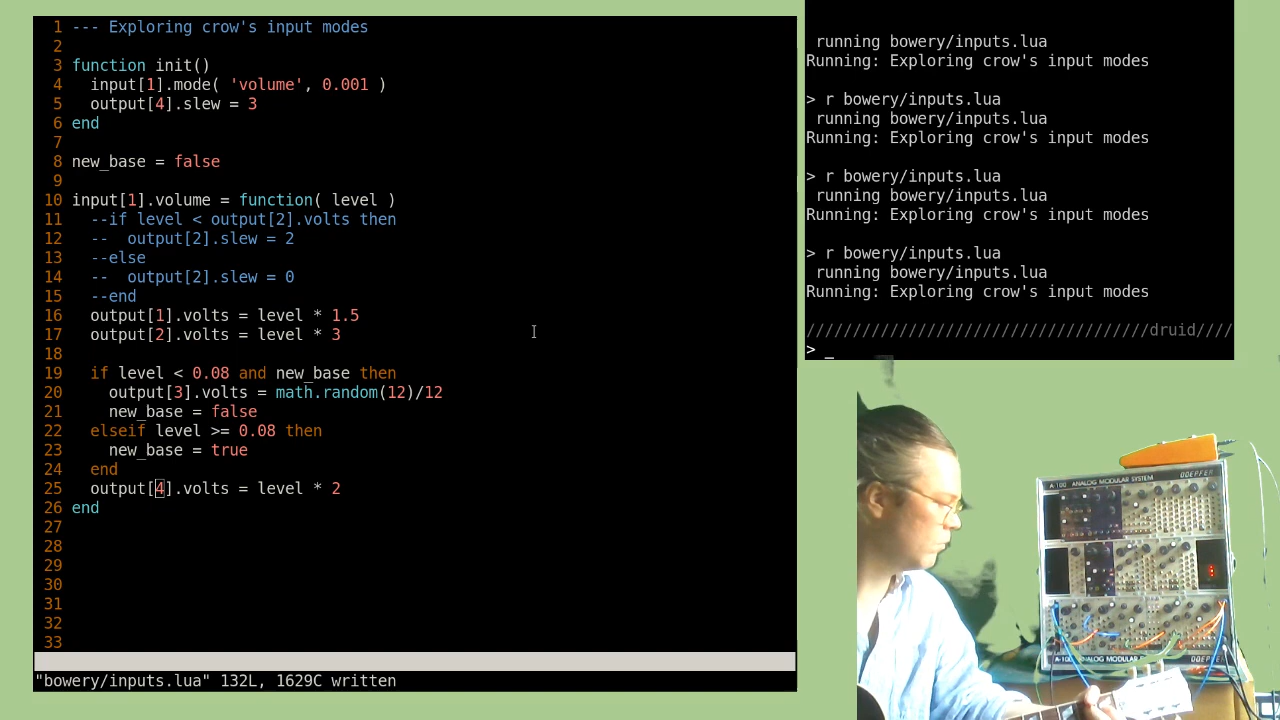 1 --- Exploring crow's input modes
2
3 function init()
4 input[1].mode( 'volume', 0.001 )
5 output[4].slew = 3
6 end
7
8 new_base = false
9
10 input[1].volume = function( level )
11 --if level < output[2].volts then
12 --  output[2].slew = 2
13 --else
14 --  output[2].slew = 0
15 --end
16 output[1].volts = level * 1.5
17 output[2].volts = level * 3
18
19 if level < 0.08 and new_base then
20 output[3].volts = math.random(12)/12
21 new_base = false
22 elseif level >= 0.08 then
23 new_base = true
24 end
25 output[4].volts = level * 2
26 end
27
28
29
30
31
32
33
"bowery/inputs.lua" 132L, 1629C written
running bowery/inputs.lua
Running: Exploring crow's input modes
> r bowery/inputs.lua
running bowery/inputs.lua
Running: Exploring crow's input modes
> r bowery/inputs.lua
running bowery/inputs.lua
Running: Exploring crow's input modes
> r bowery/inputs.lua
running bowery/inputs.lua
Running: Exploring crow's input modes
/////////////////////////////////////druid////
> _
A-100 ANALOG MODULAR SYSTEM DOEPFER